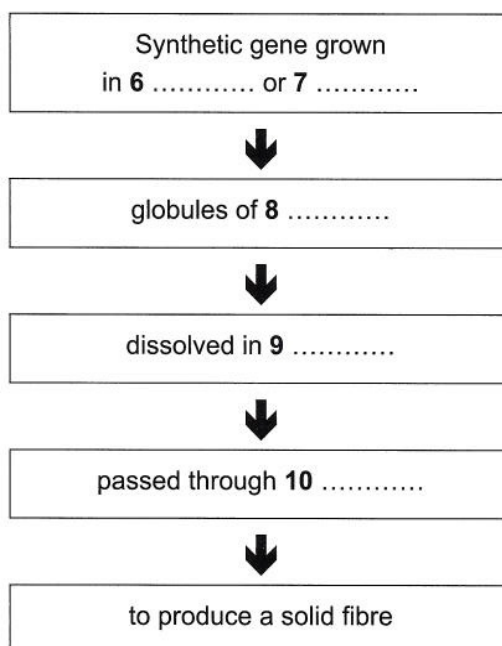 Synthetic gene grown
in 6 ............ or 7 ............
globules of 8 ............
dissolved in 9 ............
passed through 10 ............
to produce a solid fibre